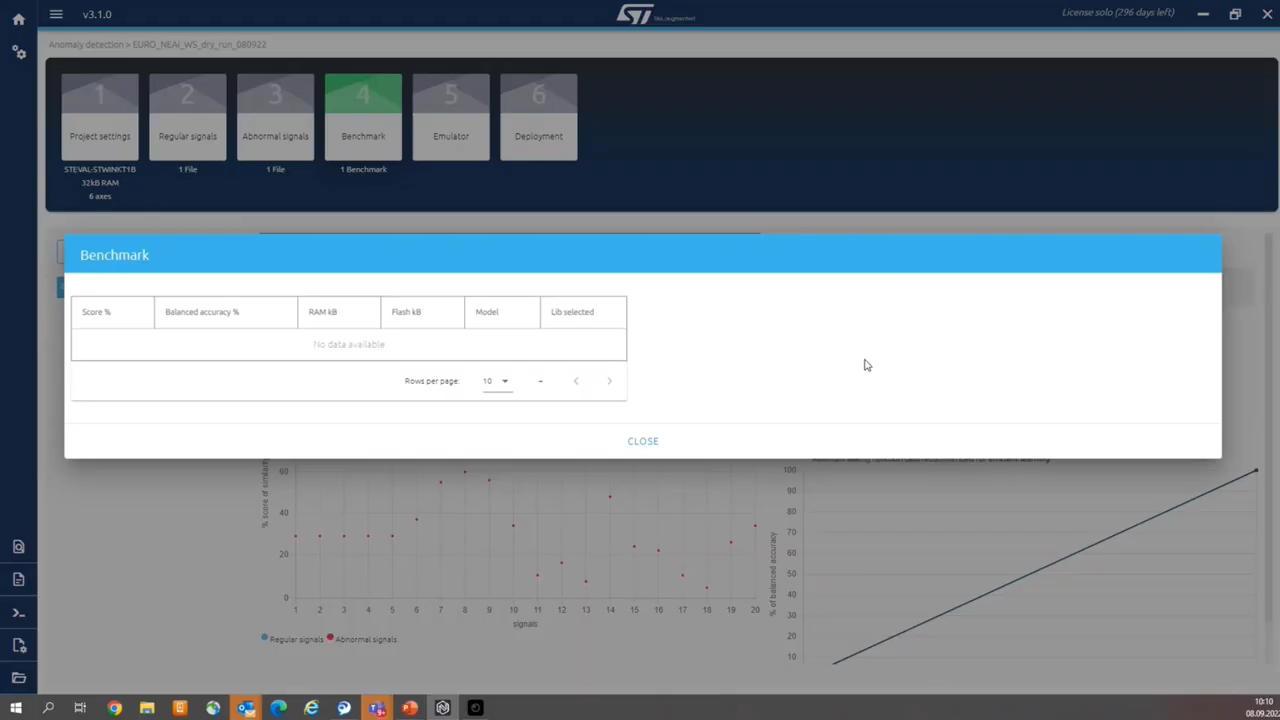 v3.1.0
ST
License solo (296 days left)
Anomaly detection > EURO_NEAI_WS_dry_run_080922
1 2 3 4 5 6
Project settings Regular signals Abnormal signals Benchmark Emulator Deployment
STEVAL-STWINKT1B 1 File 1 File 1 Benchmark
32kB RAM
6 axes
Benchmark
Score % Balanced accuracy % RAM kB Flash kB Model Lib selected
No data available
Rows per page: 10 -
CLOSE
% score of similarity
60
40
20
0
1 2 3 4 5 6 7 8 9 10 11 12 13 14 15 16 17 18 19 20
signals
Regular signals Abnormal signals
% of balanced accuracy
100
90
80
70
60
50
40
30
20
10
10:10
08.09.2022